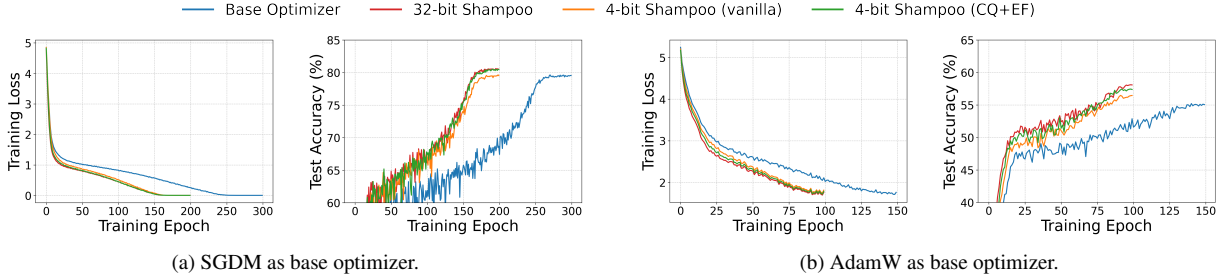 Base Optimizer 32-bit Shampoo 4-bit Shampoo (vanilla) 4-bit Shampoo (CQ+EF)
Training Loss
5
4
3
2
1
0
0 50 100 150 200 250 300
Training Epoch
Test Accuracy (%)
85
80
75
70
65
60
0 50 100 150 200 250 300
Training Epoch
(a) SGDM as base optimizer.
Training Loss
5
4
3
2
0 25 50 75 100 125 150
Training Epoch
Test Accuracy (%)
65
60
55
50
45
40
0 25 50 75 100 125 150
Training Epoch
(b) AdamW as base optimizer.